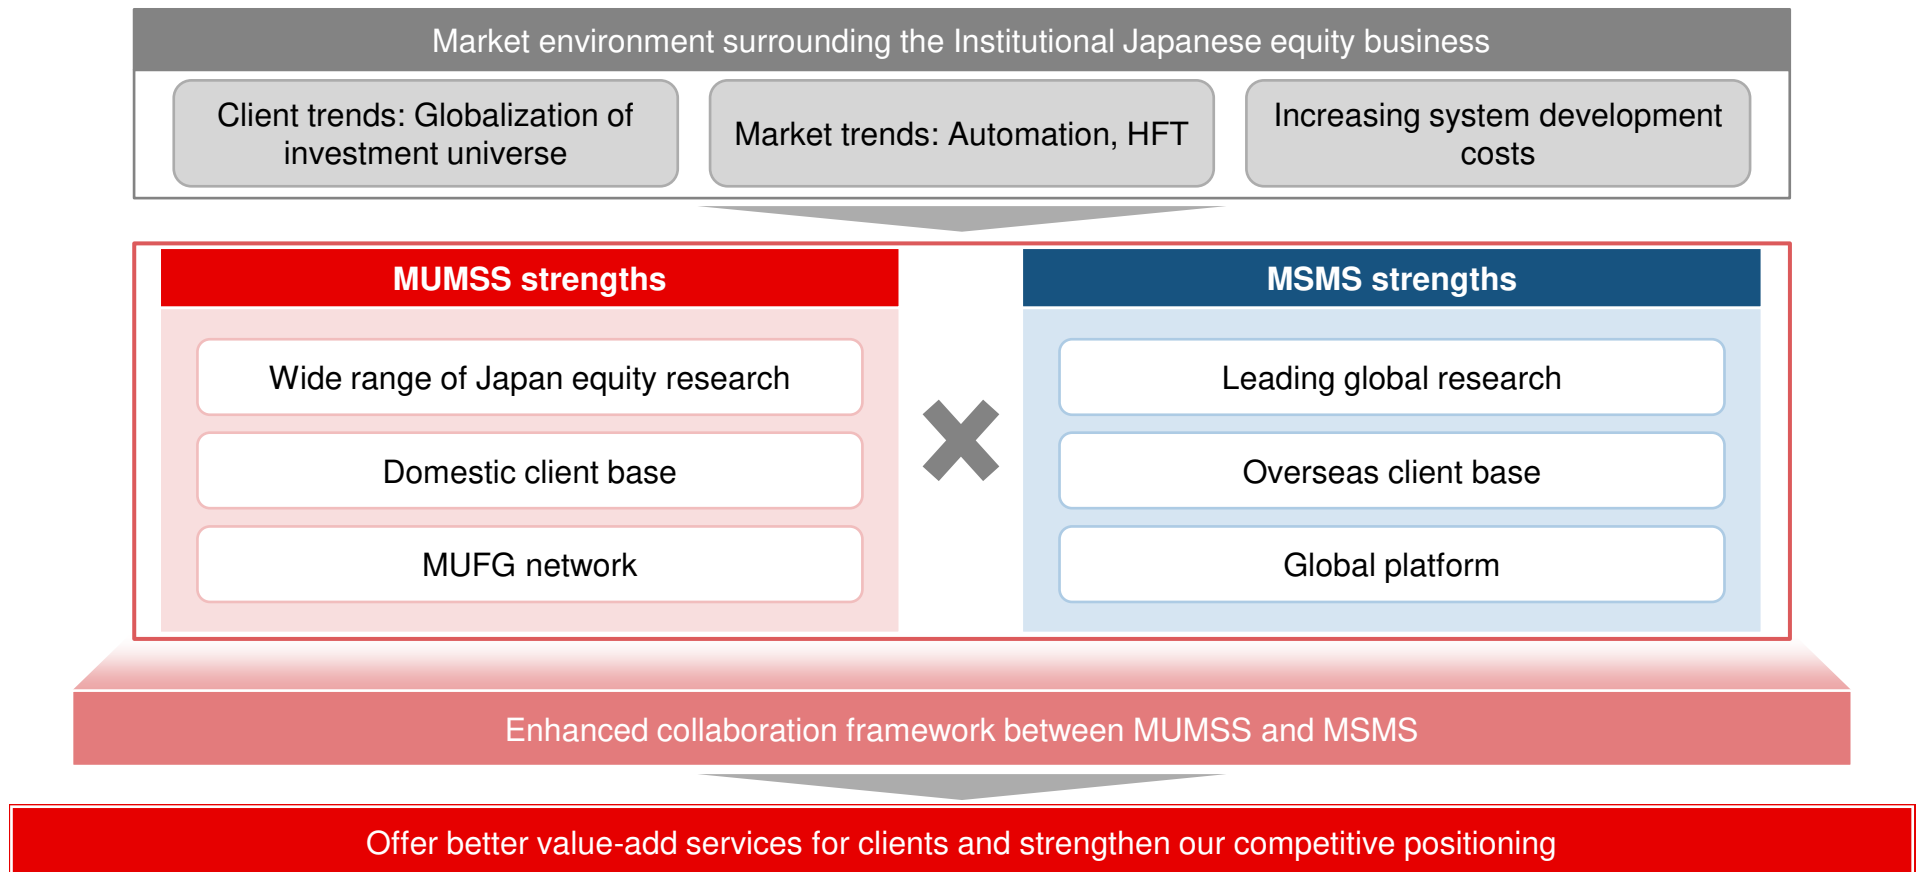 Market environment surrounding the Institutional Japanese equity business
Client trends: Globalization of
investment universe
Market trends: Automation, HFT
Increasing system development
costs
MUMSS strengths
Wide range of Japan equity research
Domestic client base
MUFG network
MSMS strengths
Leading global research
Overseas client base
Global platform
Enhanced collaboration framework between MUMSS and MSMS
Offer better value-add services for clients and strengthen our competitive positioning